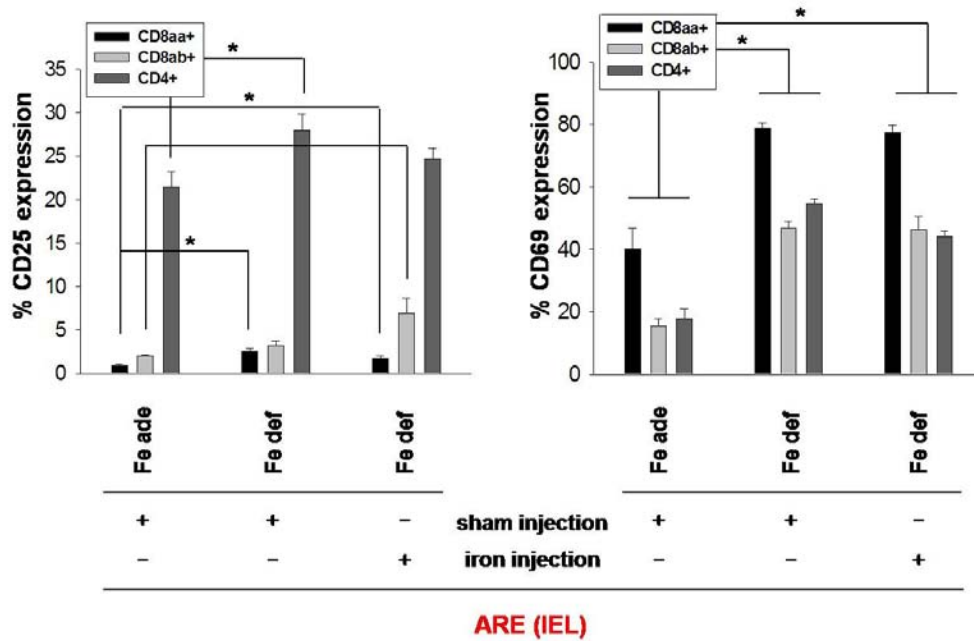 CD8aa+
CD8ab+
CD4+
% CD25 expression
35
30
25
20
15
10
5
0
*
*
*
Fe ade
Fe def
Fe def
CD8aa+
CD8ab+
CD4+
% CD69 expression
100
80
60
40
20
0
*
*
Fe ade
Fe def
Fe def
+ + – sham injection + + –
– – + iron injection – – +
ARE (IEL)